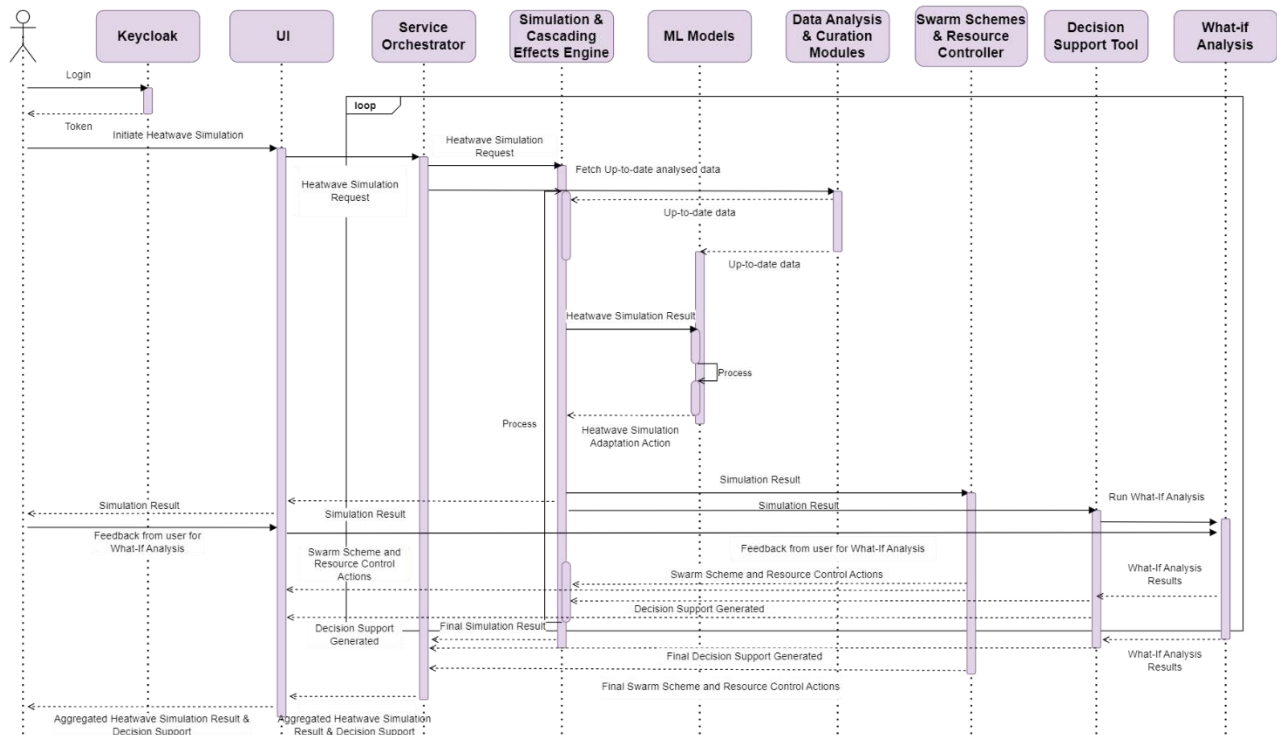 Keycloak
UI
Service
Orchestrator
Simulation &
Cascading
Effects Engine
ML Models
Data Analysis
& Curation
Modules
Swarm Schemes
& Resource
Controller
Decision
Support Tool
What-if
Analysis
Login
loop
Token
Initiate Heatwave Simulation
Heatwave Simulation
Request
Fetch Up-to-date analysed data
Heatwave Simulation
Request
Up-to-date data
Up-to-date data
Heatwave Simulation Result
Process
Process
Heatwave Simulation
Adaptation Action
Simulation Result
Run What-If Analysis
Simulation Result
Simulation Result
Simulation Result
Feedback from user for
What-If Analysis
Feedback from user for What-If Analysis
Swarm Scheme and
Resource Control
Actions
Swarm Scheme and Resource Control Actions
What-If Analysis
Results
Decision Support Generated
Decision Support
Generated
Final Simulation Result
Final Decision Support Generated
What-If Analysis
Results
Final Swarm Scheme and Resource Control Actions
Aggregated Heatwave Simulation Result &
Decision Support
Aggregated Heatwave Simulation
Result & Decision Support